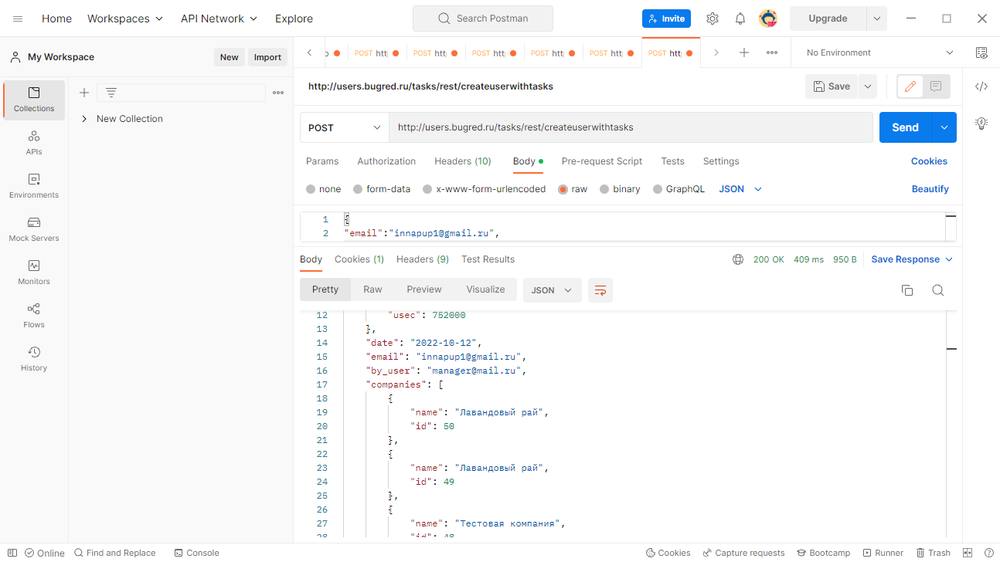 Home Workspaces API Network Explore Search Postman Invite Upgrade
My Workspace New Import
POST htt POST htt POST htt POST htt POST htt POST htt No Environment
http://users.bugred.ru/tasks/rest/createuserwithtasks Save
Collections
APIs
Environments
Mock Servers
Monitors
Flows
History
New Collection
POST http://users.bugred.ru/tasks/rest/createuserwithtasks Send
Params Authorization Headers (10) Body Pre-request Script Tests Settings Cookies
none form-data x-www-form-urlencoded raw binary GraphQL JSON Beautify
1 {
2 "email":"innapup1@gmail.ru",
Body Cookies (1) Headers (9) Test Results 200 OK 409 ms 950 B Save Response
Pretty Raw Preview Visualize JSON
12 "usec": 752000
13 },
14 "date": "2022-10-12",
15 "email": "innapup1@gmail.ru",
16 "by_user": "manager@mail.ru",
17 "companies": [
18 {
19 "name": "Лавандовый рай",
20 "id": 50
21 },
22 {
23 "name": "Лавандовый рай",
24 "id": 49
25 },
26 {
27 "name": "Тестовая компания",
28 "id": 48
Online Find and Replace Console Cookies Capture requests Bootcamp Runner Trash